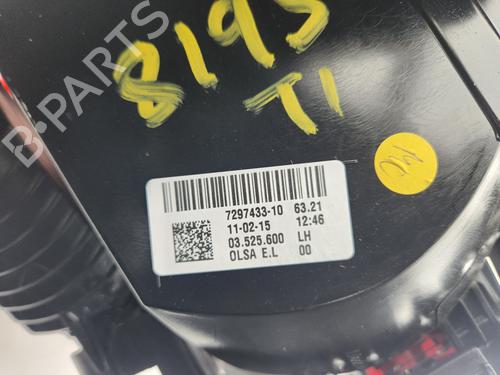 8195
T1
7297433-10 63.21
11-02-15 12:46
03.525.600 LH
OLSA E.L 00
B-PARTS